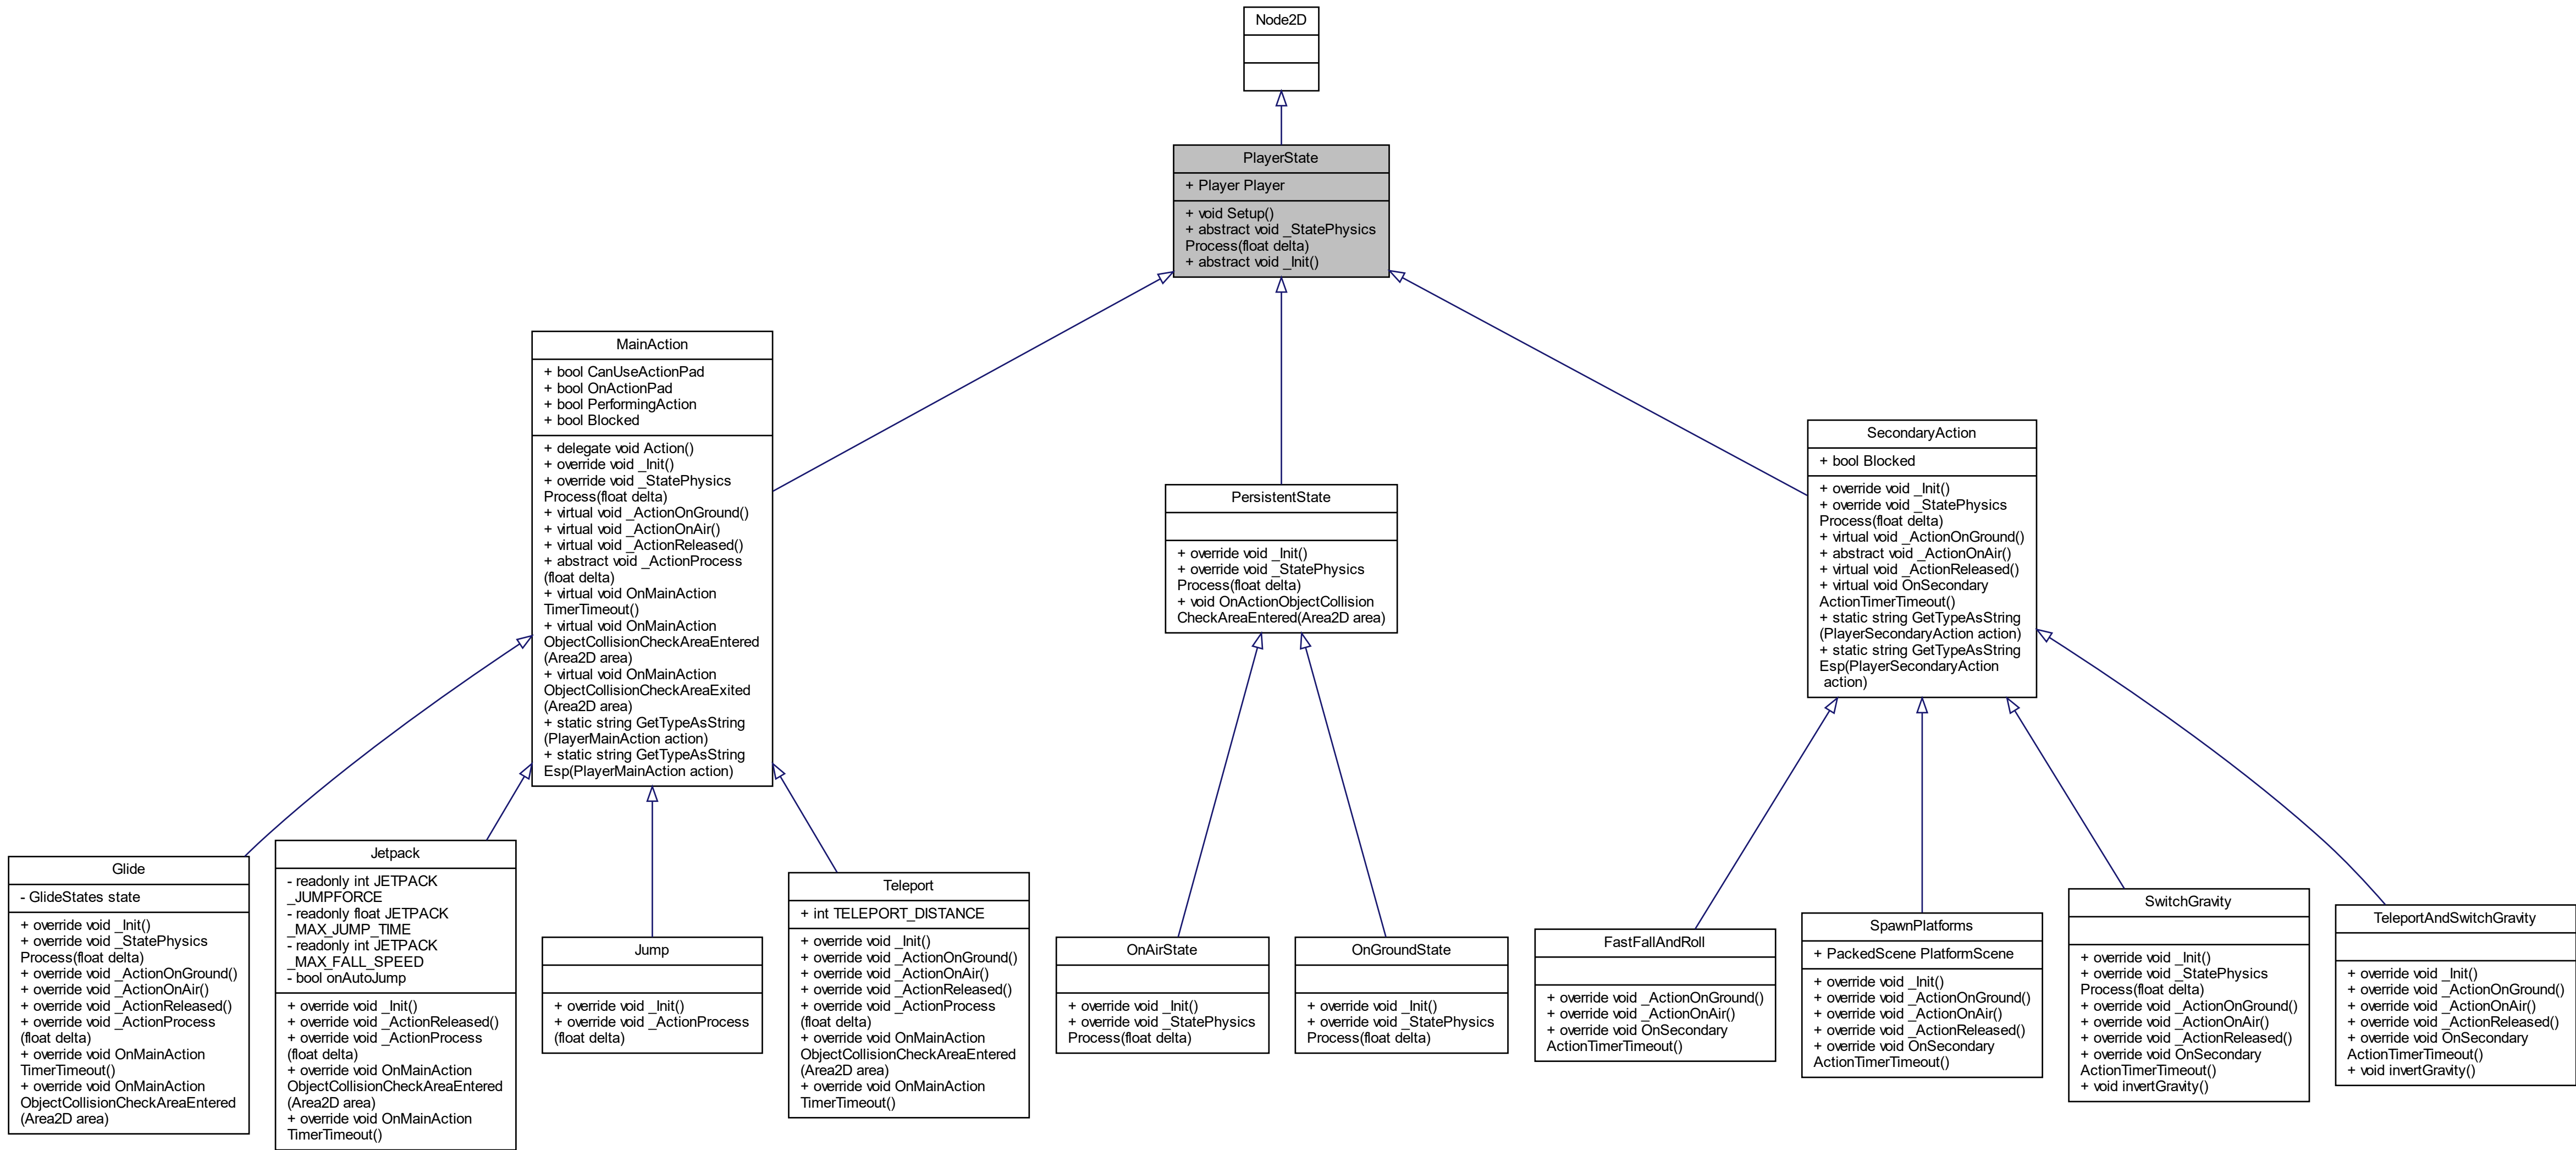 Node2D
PlayerState
+ Player Player
+ void Setup()
+ abstract void _StatePhysics
Process(float delta)
+ abstract void _Init()
MainAction
+ bool CanUseActionPad
+ bool OnActionPad
+ bool PerformingAction
+ bool Blocked
+ delegate void Action()
+ override void _Init()
+ override void _StatePhysics
Process(float delta)
+ virtual void _ActionOnGround()
+ virtual void _ActionOnAir()
+ virtual void _ActionReleased()
+ abstract void _ActionProcess
(float delta)
+ virtual void OnMainAction
TimerTimeout()
+ virtual void OnMainAction
ObjectCollisionCheckAreaEntered
(Area2D area)
+ virtual void OnMainAction
ObjectCollisionCheckAreaExited
(Area2D area)
+ static string GetTypeAsString
(PlayerMainAction action)
+ static string GetTypeAsString
Esp(PlayerMainAction action)
PersistentState
+ override void _Init()
+ override void _StatePhysics
Process(float delta)
+ void OnActionObjectCollision
CheckAreaEntered(Area2D area)
SecondaryAction
+ bool Blocked
+ override void _Init()
+ override void _StatePhysics
Process(float delta)
+ virtual void _ActionOnGround()
+ abstract void _ActionOnAir()
+ virtual void _ActionReleased()
+ virtual void OnSecondary
ActionTimerTimeout()
+ static string GetTypeAsString
(PlayerSecondaryAction action)
+ static string GetTypeAsString
Esp(PlayerSecondaryAction
action)
Glide
- GlideStates state
+ override void _Init()
+ override void _StatePhysics
Process(float delta)
+ override void _ActionOnGround()
+ override void _ActionOnAir()
+ override void _ActionReleased()
+ override void _ActionProcess
(float delta)
+ override void OnMainAction
TimerTimeout()
+ override void OnMainAction
ObjectCollisionCheckAreaEntered
(Area2D area)
Jetpack
- readonly int JETPACK
_JUMPFORCE
- readonly float JETPACK
_MAX_JUMP_TIME
- readonly int JETPACK
_MAX_FALL_SPEED
- bool onAutoJump
+ override void _Init()
+ override void _ActionReleased()
+ override void _ActionProcess
(float delta)
+ override void OnMainAction
ObjectCollisionCheckAreaEntered
(Area2D area)
+ override void OnMainAction
TimerTimeout()
Jump
+ override void _Init()
+ override void _ActionProcess
(float delta)
Teleport
+ int TELEPORT_DISTANCE
+ override void _Init()
+ override void _ActionOnGround()
+ override void _ActionOnAir()
+ override void _ActionReleased()
+ override void _ActionProcess
(float delta)
+ override void OnMainAction
ObjectCollisionCheckAreaEntered
(Area2D area)
+ override void OnMainAction
TimerTimeout()
OnAirState
+ override void _Init()
+ override void _StatePhysics
Process(float delta)
OnGroundState
+ override void _Init()
+ override void _StatePhysics
Process(float delta)
FastFallAndRoll
+ override void _ActionOnGround()
+ override void _ActionOnAir()
+ override void OnSecondary
ActionTimerTimeout()
SpawnPlatforms
+ PackedScene PlatformScene
+ override void _Init()
+ override void _ActionOnGround()
+ override void _ActionOnAir()
+ override void _ActionReleased()
+ override void OnSecondary
ActionTimerTimeout()
SwitchGravity
+ override void _Init()
+ override void _StatePhysics
Process(float delta)
+ override void _ActionOnGround()
+ override void _ActionOnAir()
+ override void _ActionReleased()
+ override void OnSecondary
ActionTimerTimeout()
+ void invertGravity()
TeleportAndSwitchGravity
+ override void _Init()
+ override void _ActionOnGround()
+ override void _ActionOnAir()
+ override void _ActionReleased()
+ override void OnSecondary
ActionTimerTimeout()
+ void invertGravity()